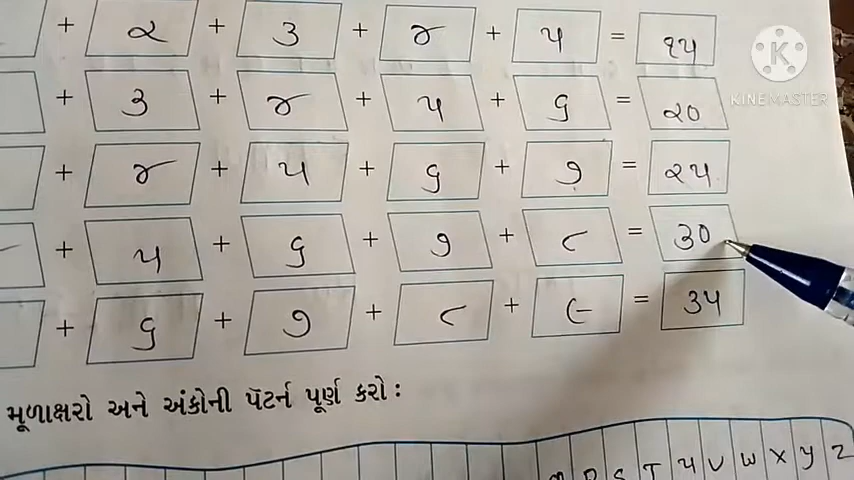 + ૨ + ૩ + ૪ + ૫ = ૧૫
+ ૩ + ૪ + ૫ + ૬ = ૨૦
+ ૪ + ૫ + ૬ + ૭ = ૨૫
+ ૫ + ૬ + ૭ + ૮ = ૩૦
+ ૬ + ૭ + ૮ + ૯ = ૩૫
મૂળાક્ષરો અને અંકોની પૅટર્ન પૂર્ણ કરો :
R S T U V W X Y Z
K
KINEMASTER